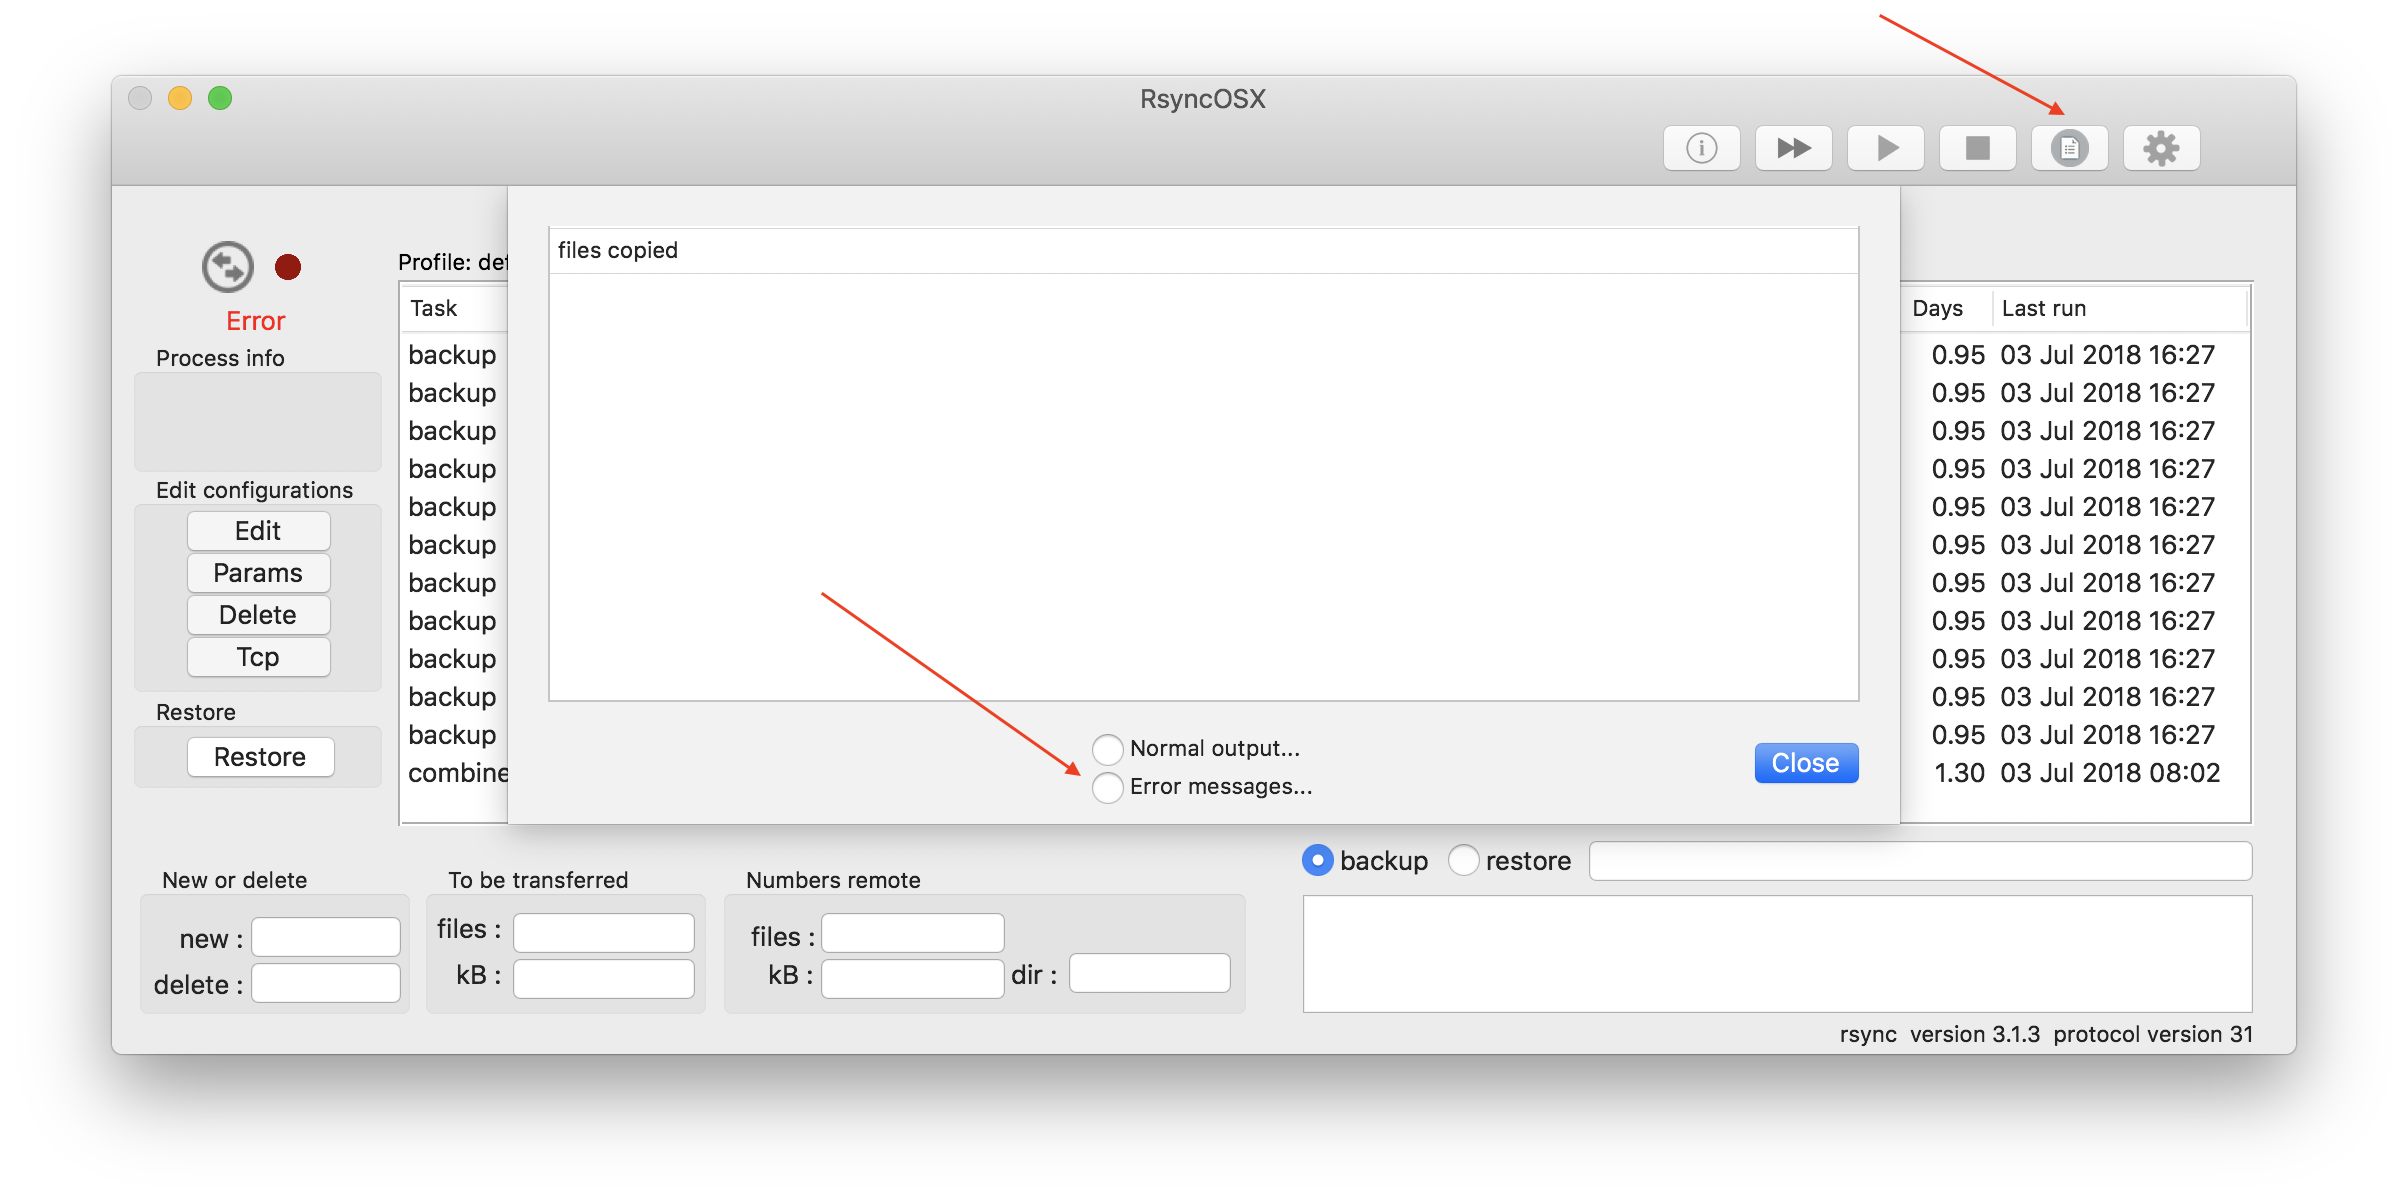 RsyncOSX
files copied
Profile: def
Error
Task
Days
Last run
Process info
backup
0.95
03 Jul 2018 16:27
backup
0.95
03 Jul 2018 16:27
backup
0.95
03 Jul 2018 16:27
backup
0.95
03 Jul 2018 16:27
Edit configurations
backup
0.95
03 Jul 2018 16:27
Edit
backup
0.95
03 Jul 2018 16:27
Params
backup
0.95
03 Jul 2018 16:27
Delete
backup
0.95
03 Jul 2018 16:27
Tcp
backup
0.95
03 Jul 2018 16:27
backup
0.95
03 Jul 2018 16:27
Restore
backup
0.95
03 Jul 2018 16:27
Restore
combine
1.30
03 Jul 2018 08:02
Normal output...
Error messages...
Close
backup
restore
New or delete
new :
delete :
To be transferred
files :
kB :
Numbers remote
files :
kB :
dir :
rsync version 3.1.3 protocol version 31